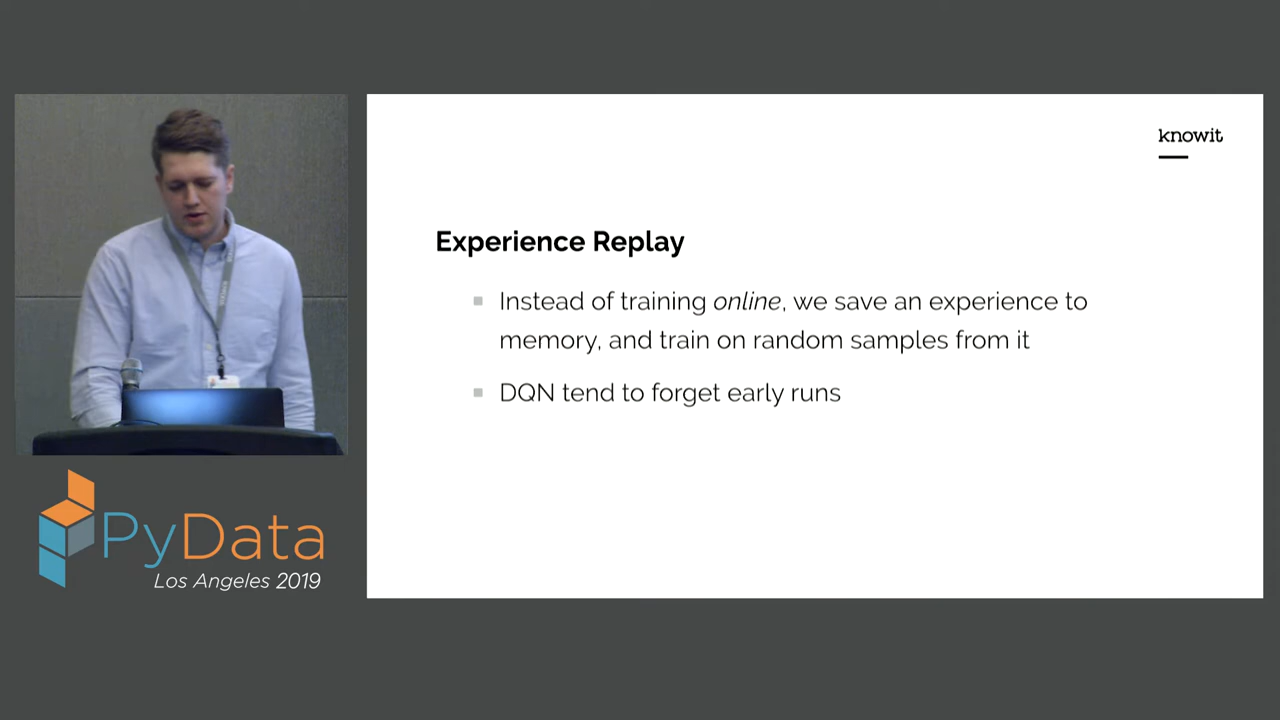 knowit
Experience Replay
Instead of training online, we save an experience to
memory, and train on random samples from it
DQN tend to forget early runs
PyData
Los Angeles 2019